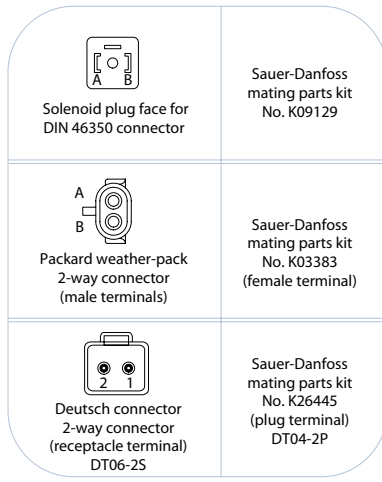 A B
Solenoid plug face for
DIN 46350 connector
Sauer-Danfoss
mating parts kit
No. K09129
A
B
Packard weather-pack
2-way connector
(male terminals)
Sauer-Danfoss
mating parts kit
No. K03383
(female terminal)
2 1
Deutsch connector
2-way connector
(receptacle terminal)
DT06-2S
Sauer-Danfoss
mating parts kit
No. K26445
(plug terminal)
DT04-2P